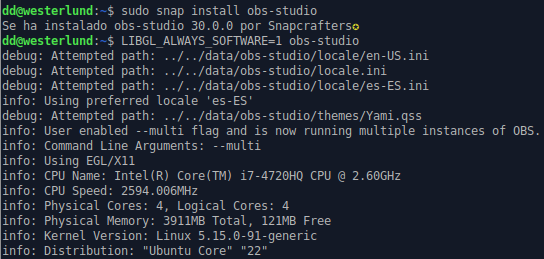 dd@westerlund:~$ sudo snap install obs-studio
Se ha instalado obs-studio 30.0.0 por Snapcrafters✪
dd@westerlund:~$ LIBGL_ALWAYS_SOFTWARE=1 obs-studio
debug: Attempted path: ../../data/obs-studio/locale/en-US.ini
debug: Attempted path: ../../data/obs-studio/locale.ini
debug: Attempted path: ../../data/obs-studio/locale/es-ES.ini
info: Using preferred locale 'es-ES'
debug: Attempted path: ../../data/obs-studio/themes/Yami.qss
info: User enabled --multi flag and is now running multiple instances of OBS.
info: Command Line Arguments: --multi
info: Using EGL/X11
info: CPU Name: Intel(R) Core(TM) i7-4720HQ CPU @ 2.60GHz
info: CPU Speed: 2594.006MHz
info: Physical Cores: 4, Logical Cores: 4
info: Physical Memory: 3911MB Total, 121MB Free
info: Kernel Version: Linux 5.15.0-91-generic
info: Distribution: "Ubuntu Core" "22"